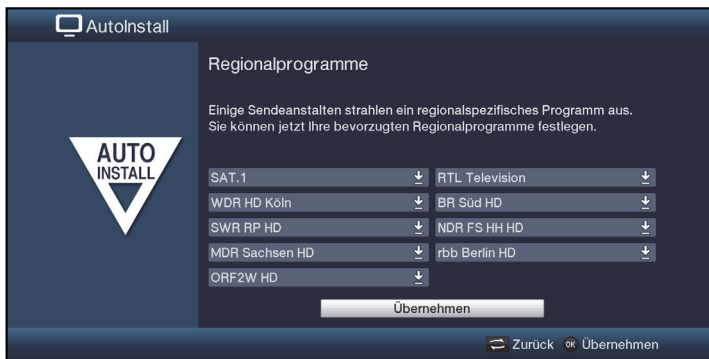 AutoInstall
Regionalprogramme
Einige Sendeanstalten strahlen ein regionalspezifisches Programm aus.
Sie können jetzt Ihre bevorzugten Regionalprogramme festlegen.
AUTO
INSTALL
SAT.1
RTL Television
WDR HD Köln
BR Süd HD
SWR RP HD
NDR FS HH HD
MDR Sachsen HD
rbb Berlin HD
ORF2W HD
Übernehmen
Zurück OK Übernehmen